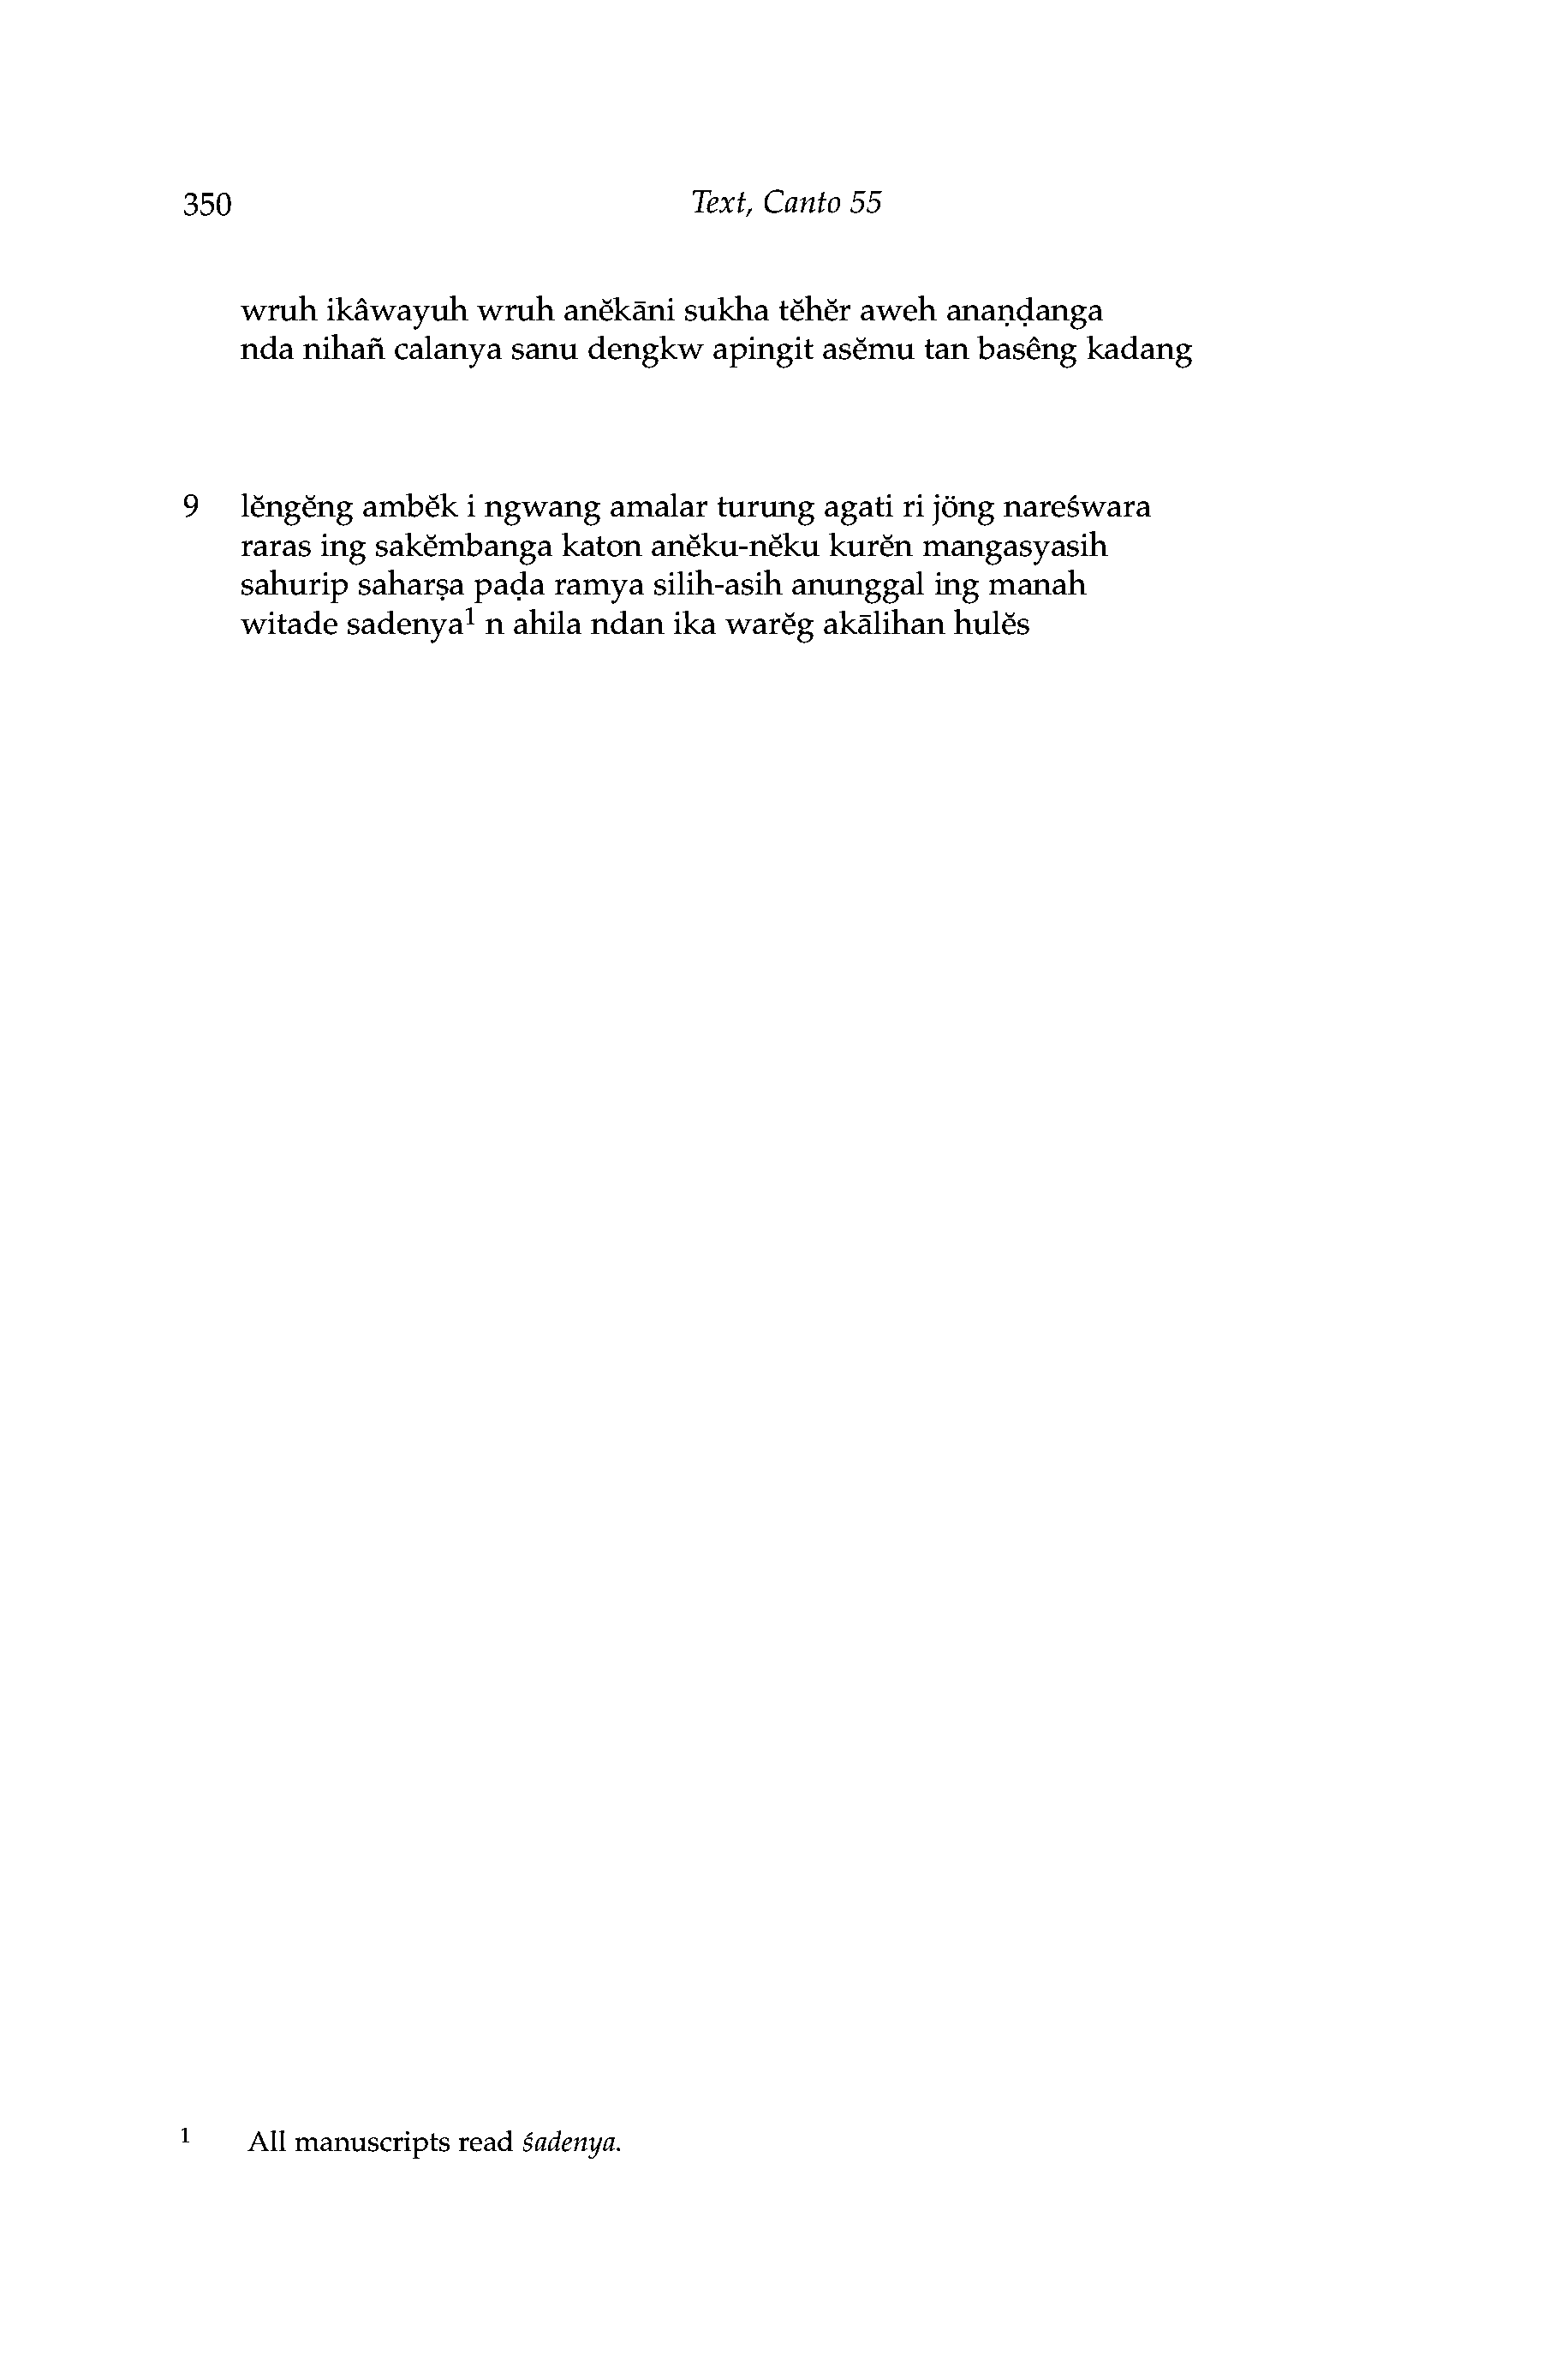 350 Text, Canto 55
wruh ikâwayuh wruh anĕkāni sukha tĕhĕr aweh anaṇḍanga
nda nihañ calanya sanu dengkw apingit asĕmu tan basêng kadang
9 lĕngĕng ambĕk i ngwang amalar turung agati ri jöng nareśwara
raras ing sakĕmbanga katon anĕku-nĕku kurĕn mangasyasih
sahurip saharṣa paḍa ramya silih-asih anunggal ing manah
witade sadenya¹ n ahila ndan ika warĕg akālihan hulĕs
¹ All manuscripts read śadenya.